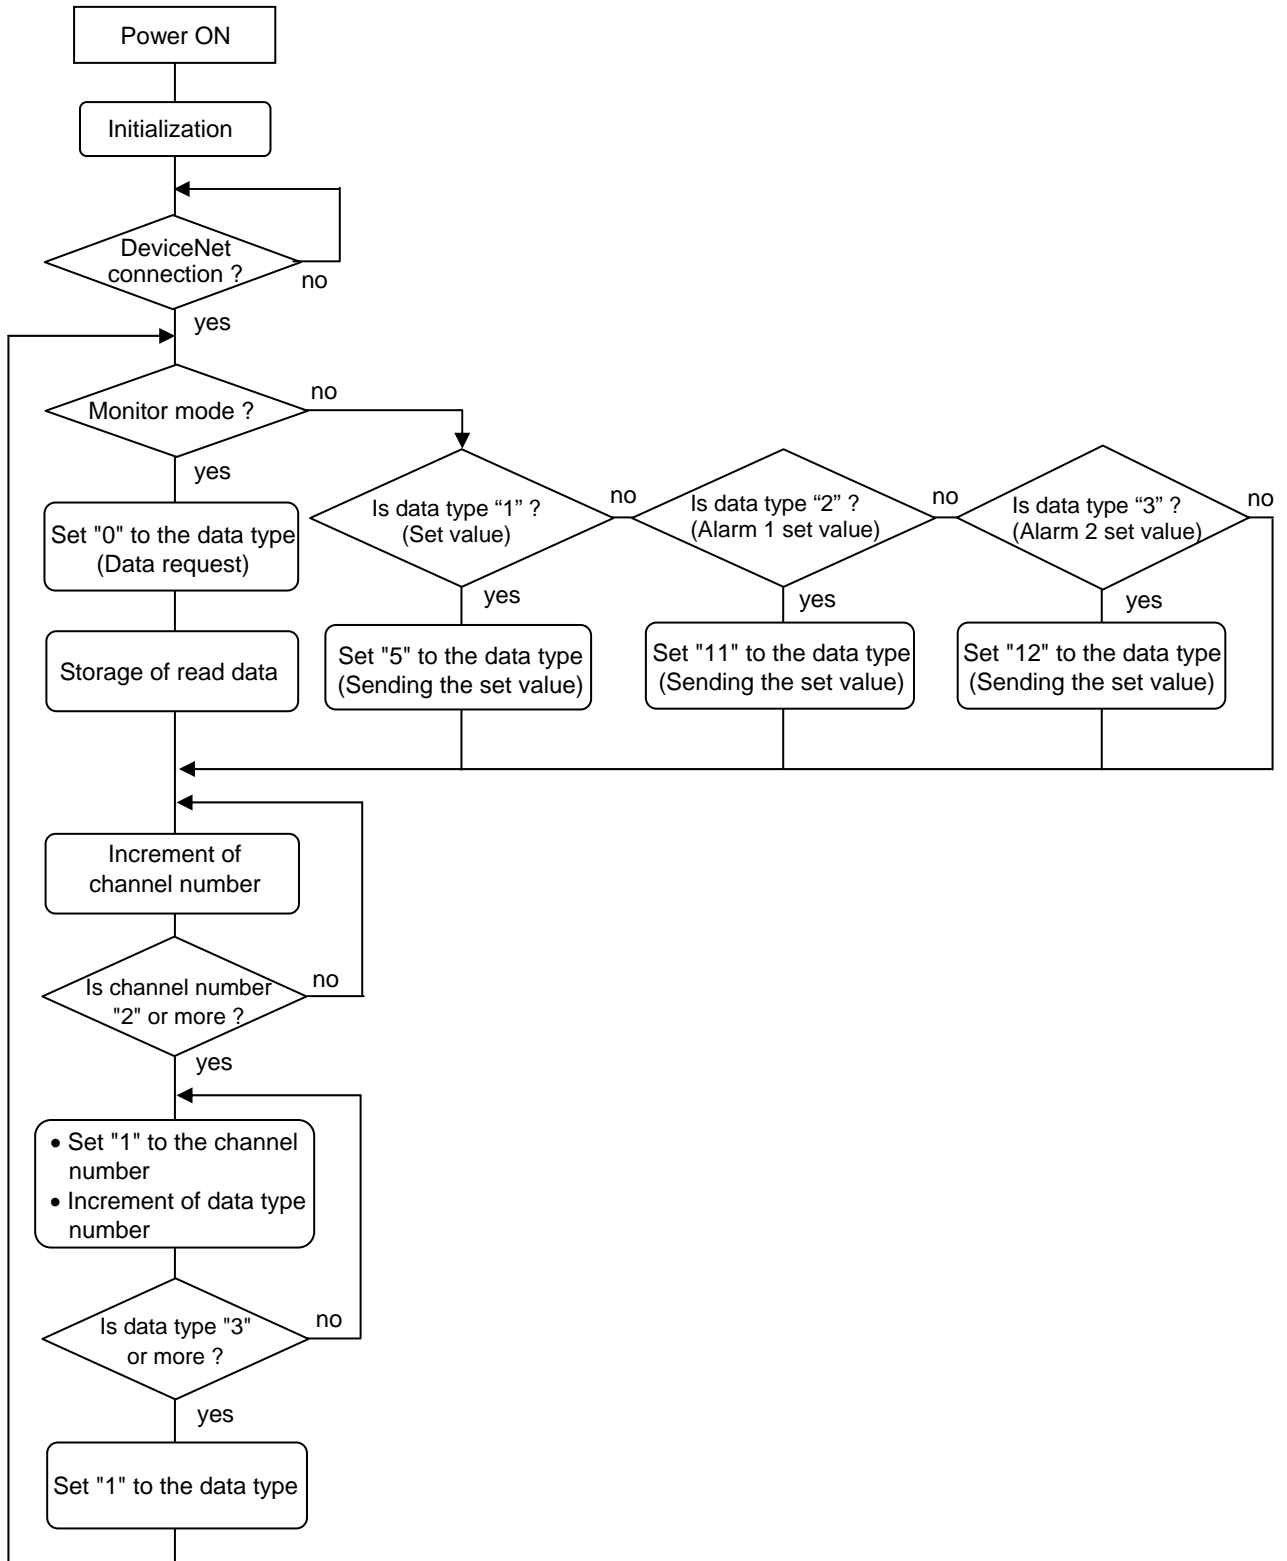 Power ON
Initialization
DeviceNet
connection ?
no
yes
Monitor mode ?
no
yes
Is data type “1” ?
(Set value)
no
yes
Is data type “2” ?
(Alarm 1 set value)
no
yes
Is data type “3” ?
(Alarm 2 set value)
no
yes
Set "0" to the data type
(Data request)
Storage of read data
Set "5" to the data type
(Sending the set value)
Set "11" to the data type
(Sending the set value)
Set "12" to the data type
(Sending the set value)
Increment of
channel number
Is channel number
"2" or more ?
no
yes
• Set "1" to the channel
number
• Increment of data type
number
Is data type "3"
or more ?
no
yes
Set "1" to the data type